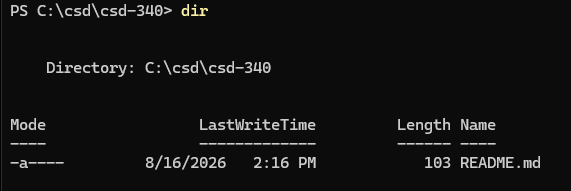 PS C:\csd\csd-340> dir
Directory: C:\csd\csd-340
Mode LastWriteTime Length Name
---- ------------- ------ ----
-a---- 8/16/2026 2:16 PM 103 README.md